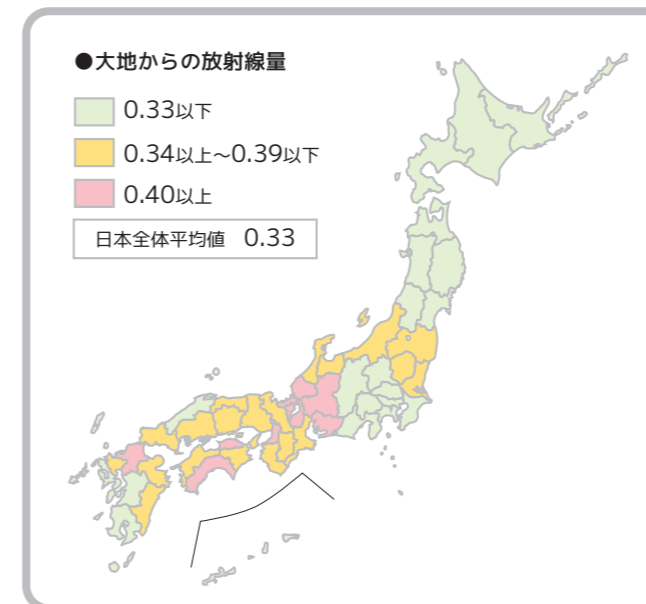 ●大地からの放射線量
0.33以下
0.34以上～0.39以下
0.40以上
日本全体平均値 0.33